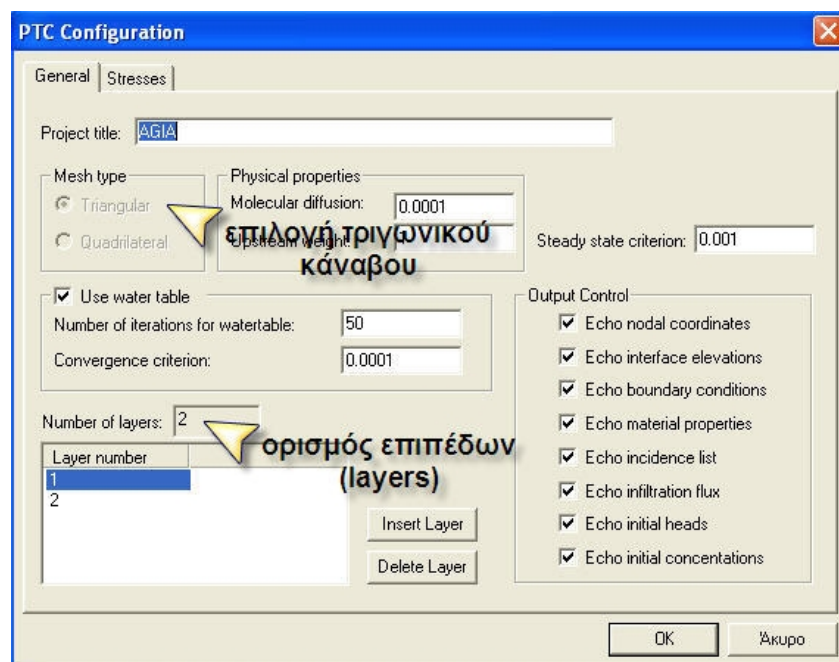 PTC Configuration
General
Stresses
Project title: AGIA
Mesh type
Triangular
Quadrilateral
Physical properties
Molecular diffusion: 0.0001
Upstream weight:
επιλογή τριγωνικού
κάναβου
Steady state criterion: 0.001
Use water table
Number of iterations for watertable: 50
Convergence criterion: 0.0001
Number of layers: 2
ορισμός επιπέδων
(layers)
Layer number
1
2
Insert Layer
Delete Layer
Output Control
Echo nodal coordinates
Echo interface elevations
Echo boundary conditions
Echo material properties
Echo incidence list
Echo infiltration flux
Echo initial heads
Echo initial concentations
OK
Άκυρο